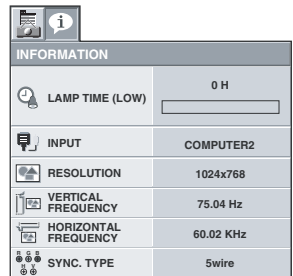 INFORMATION
LAMP TIME (LOW) 0 H
INPUT COMPUTER2
RESOLUTION 1024x768
VERTICAL FREQUENCY 75.04 Hz
HORIZONTAL FREQUENCY 60.02 KHz
R G B
H V
SYNC. TYPE 5wire